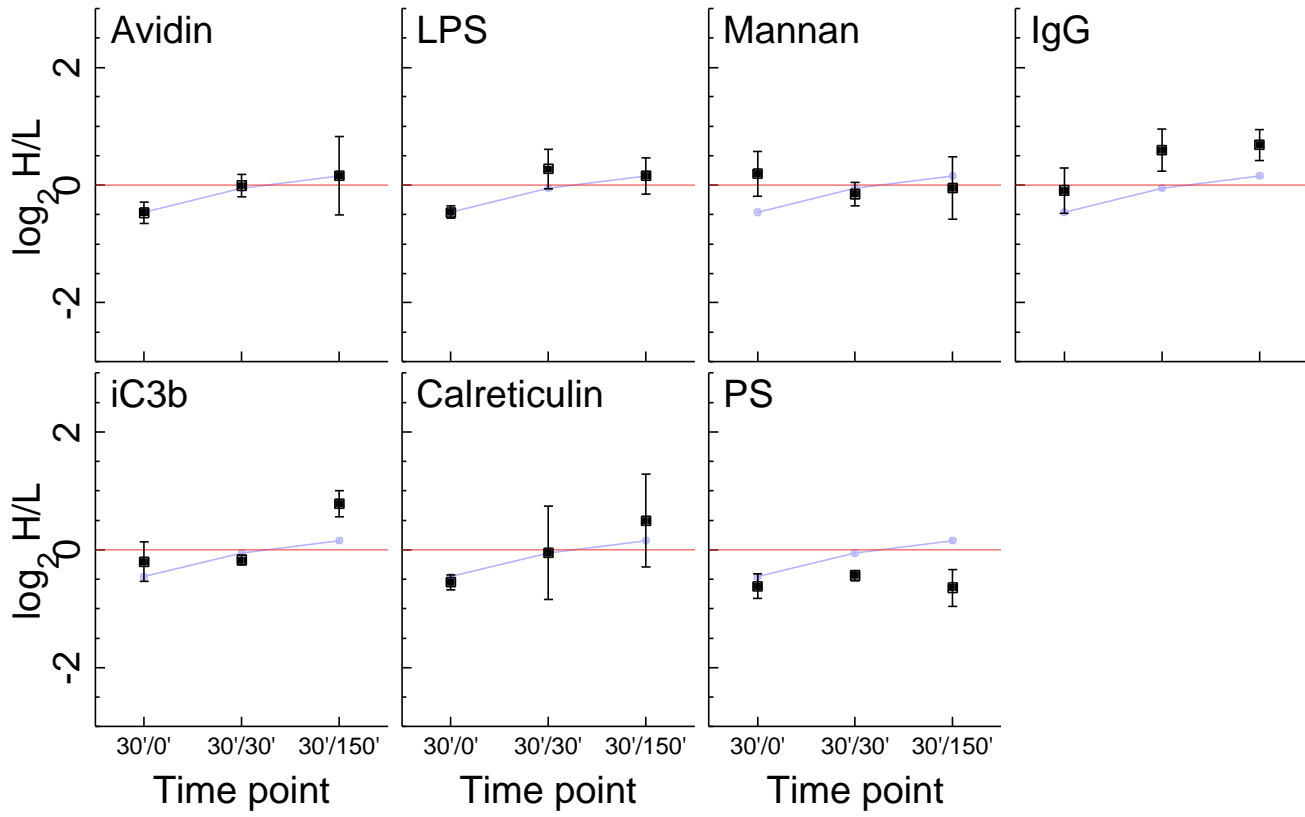 Avidin LPS Mannan IgG
log2 H/L
2
0
-2
iC3b Calreticulin PS
log2 H/L
2
0
-2
30'/0' 30'/30' 30'/150' 30'/0' 30'/30' 30'/150' 30'/0' 30'/30' 30'/150'
Time point Time point Time point